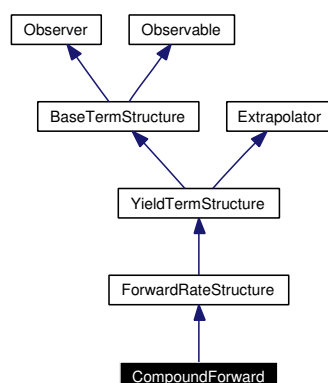 Observer Observable
BaseTermStructure Extrapolator
YieldTermStructure
ForwardRateStructure
CompoundForward